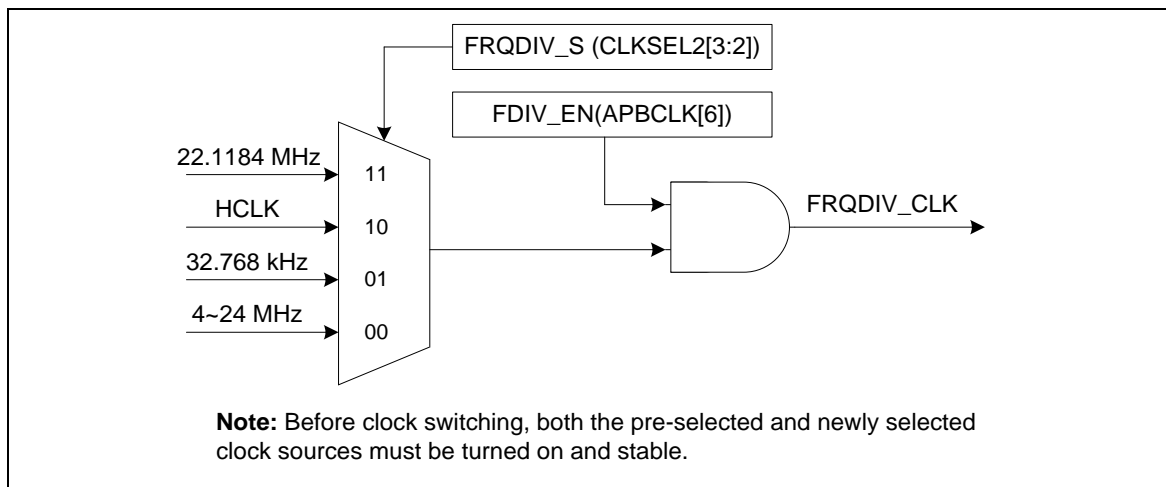 FRQDIV_S (CLKSEL2[3:2])
FDIV_EN(APBCLK[6])
22.1184 MHz
11
HCLK
10
32.768 kHz
01
4~24 MHz
00
FRQDIV_CLK
Note: Before clock switching, both the pre-selected and newly selected
clock sources must be turned on and stable.